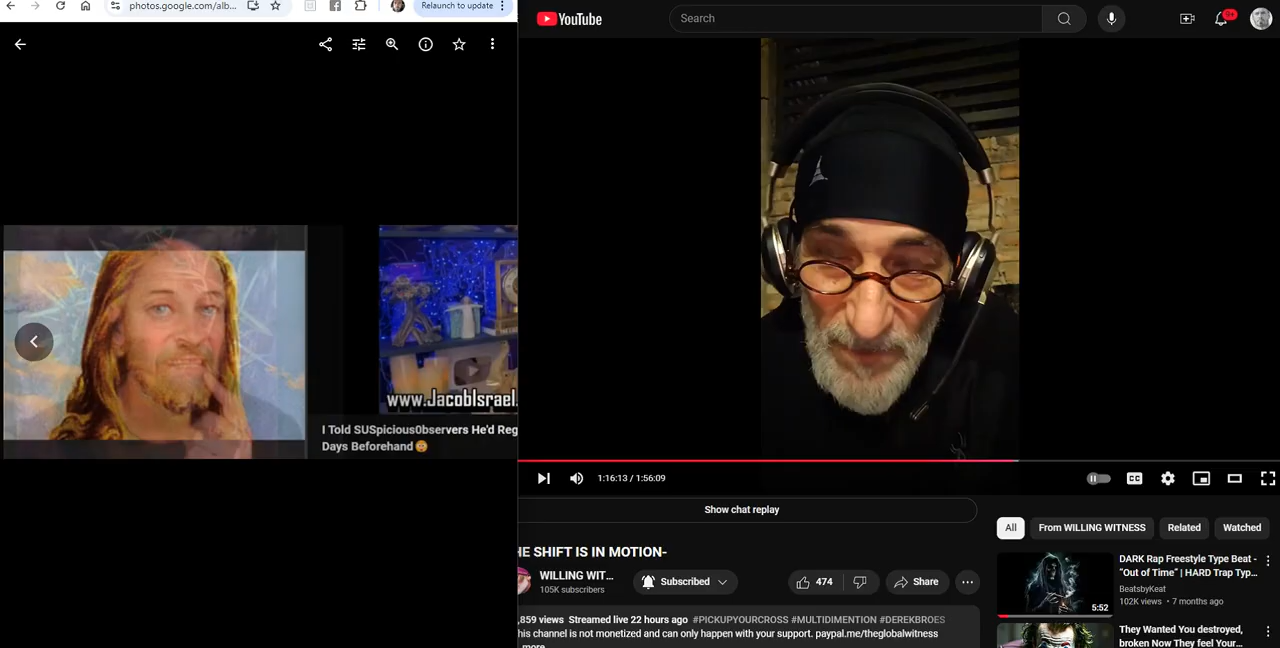 photos.google.com/alb...
Relaunch to update
www.JacobIsrael.
I Told SUSpicious0bservers He'd Reg
Days Beforehand
YouTube
Search
9+
1:16:13 / 1:56:09
CC
Show chat replay
HE SHIFT IS IN MOTION-
WILLING WIT...
105K subscribers
Subscribed
474
Share
,859 views Streamed live 22 hours ago #PICKUPYOURCROSS #MULTIDIMENTION #DEREKBROES
his channel is not monetized and can only happen with your support. paypal.me/theglobalwitness
more
All
From WILLING WITNESS
Related
Watched
DARK Rap Freestyle Type Beat -
"Out of Time" | HARD Trap Typ...
BeatsbyKeat
102K views • 7 months ago
5:52
They Wanted You destroyed,
broken Now They feel Your...